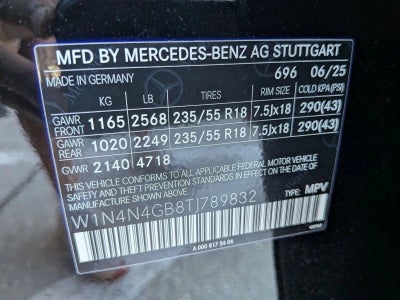 MFD BY MERCEDES-BENZ AG STUTTGART
MADE IN GERMANY 696 06/25
KG LB TIRES RIM SIZE COLD KPA(PSI)
GAWR FRONT 1165 2568 235/55 R18 7.5Jx18 290(43)
GAWR REAR 1020 2249 235/55 R18 7.5Jx18 290(43)
GVWR 2140 4718
THIS VEHICLE CONFORMS TO ALL APPLICABLE FEDERAL MOTOR VEHICLE
SAFETY AND THEFT PREVENTION STANDARDS IN EFFECT ON THE DATE
OF MANUFACTURE SHOWN ABOVE.
W1N4N4GB8TJ789832 TYPE: MPV
A 000 817 54 04